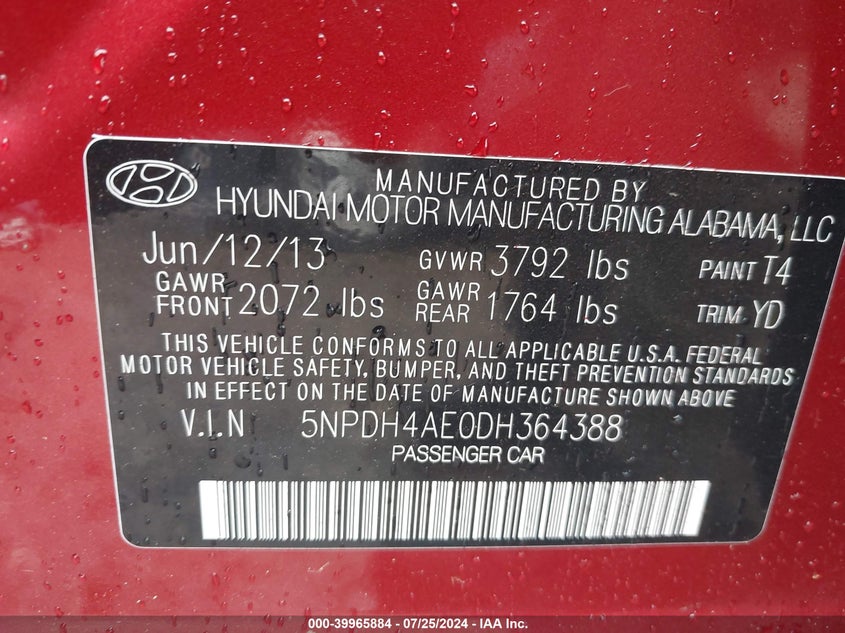 MANUFACTURED BY
HYUNDAI MOTOR MANUFACTURING ALABAMA, LLC
Jun/12/13 GVWR 3792 lbs PAINT T4
GAWR FRONT 2072 lbs GAWR REAR 1764 lbs TRIM YD
THIS VEHICLE CONFORMS TO ALL APPLICABLE U.S.A. FEDERAL
MOTOR VEHICLE SAFETY, BUMPER, AND THEFT PREVENTION STANDARDS
IN EFFECT ON THE DATE OF MANUFACTURE SHOWN ABOVE
V.I.N 5NPDH4AE0DH364388
PASSENGER CAR
000-39965884 / 07/25/2024 - IAA Inc.